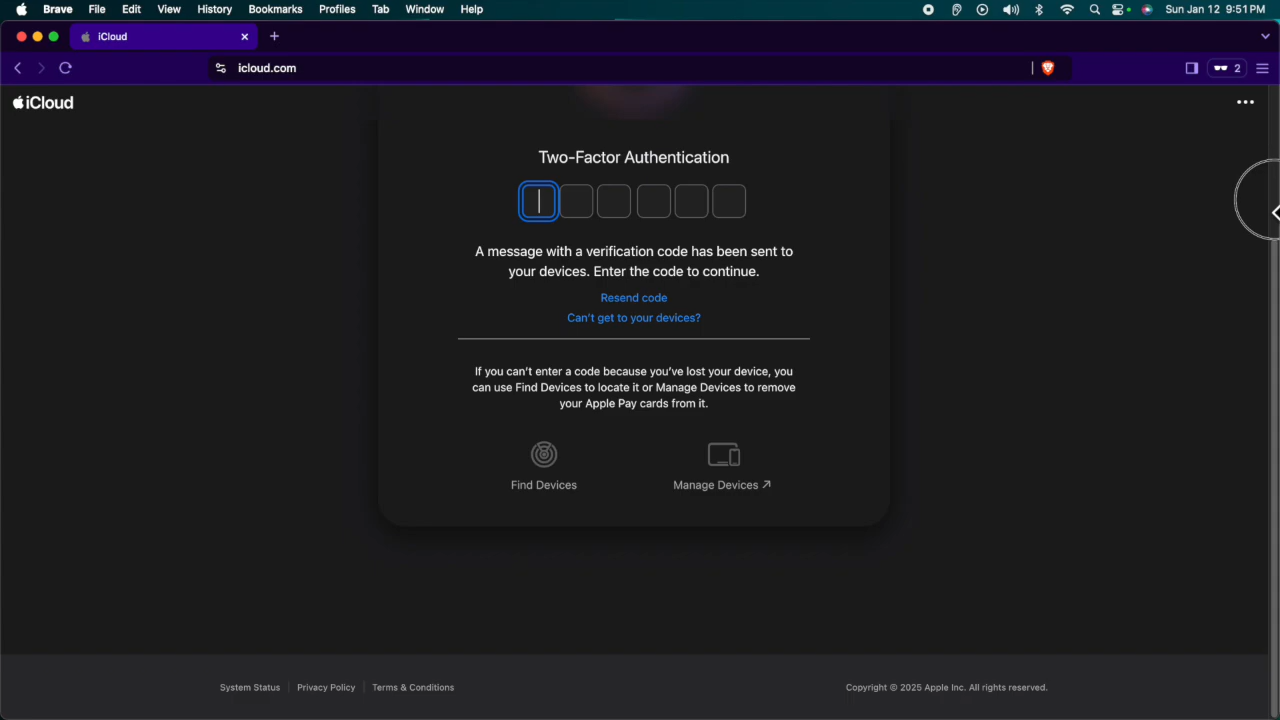 Brave File Edit View History Bookmarks Profiles Tab Window Help Sun Jan 12 9:51 PM
iCloud
icloud.com 2
iCloud
Two-Factor Authentication
A message with a verification code has been sent to
your devices. Enter the code to continue.
Resend code
Can't get to your devices?
If you can't enter a code because you've lost your device, you
can use Find Devices to locate it or Manage Devices to remove
your Apple Pay cards from it.
Find Devices Manage Devices ↗
System Status Privacy Policy Terms & Conditions Copyright © 2025 Apple Inc. All rights reserved.